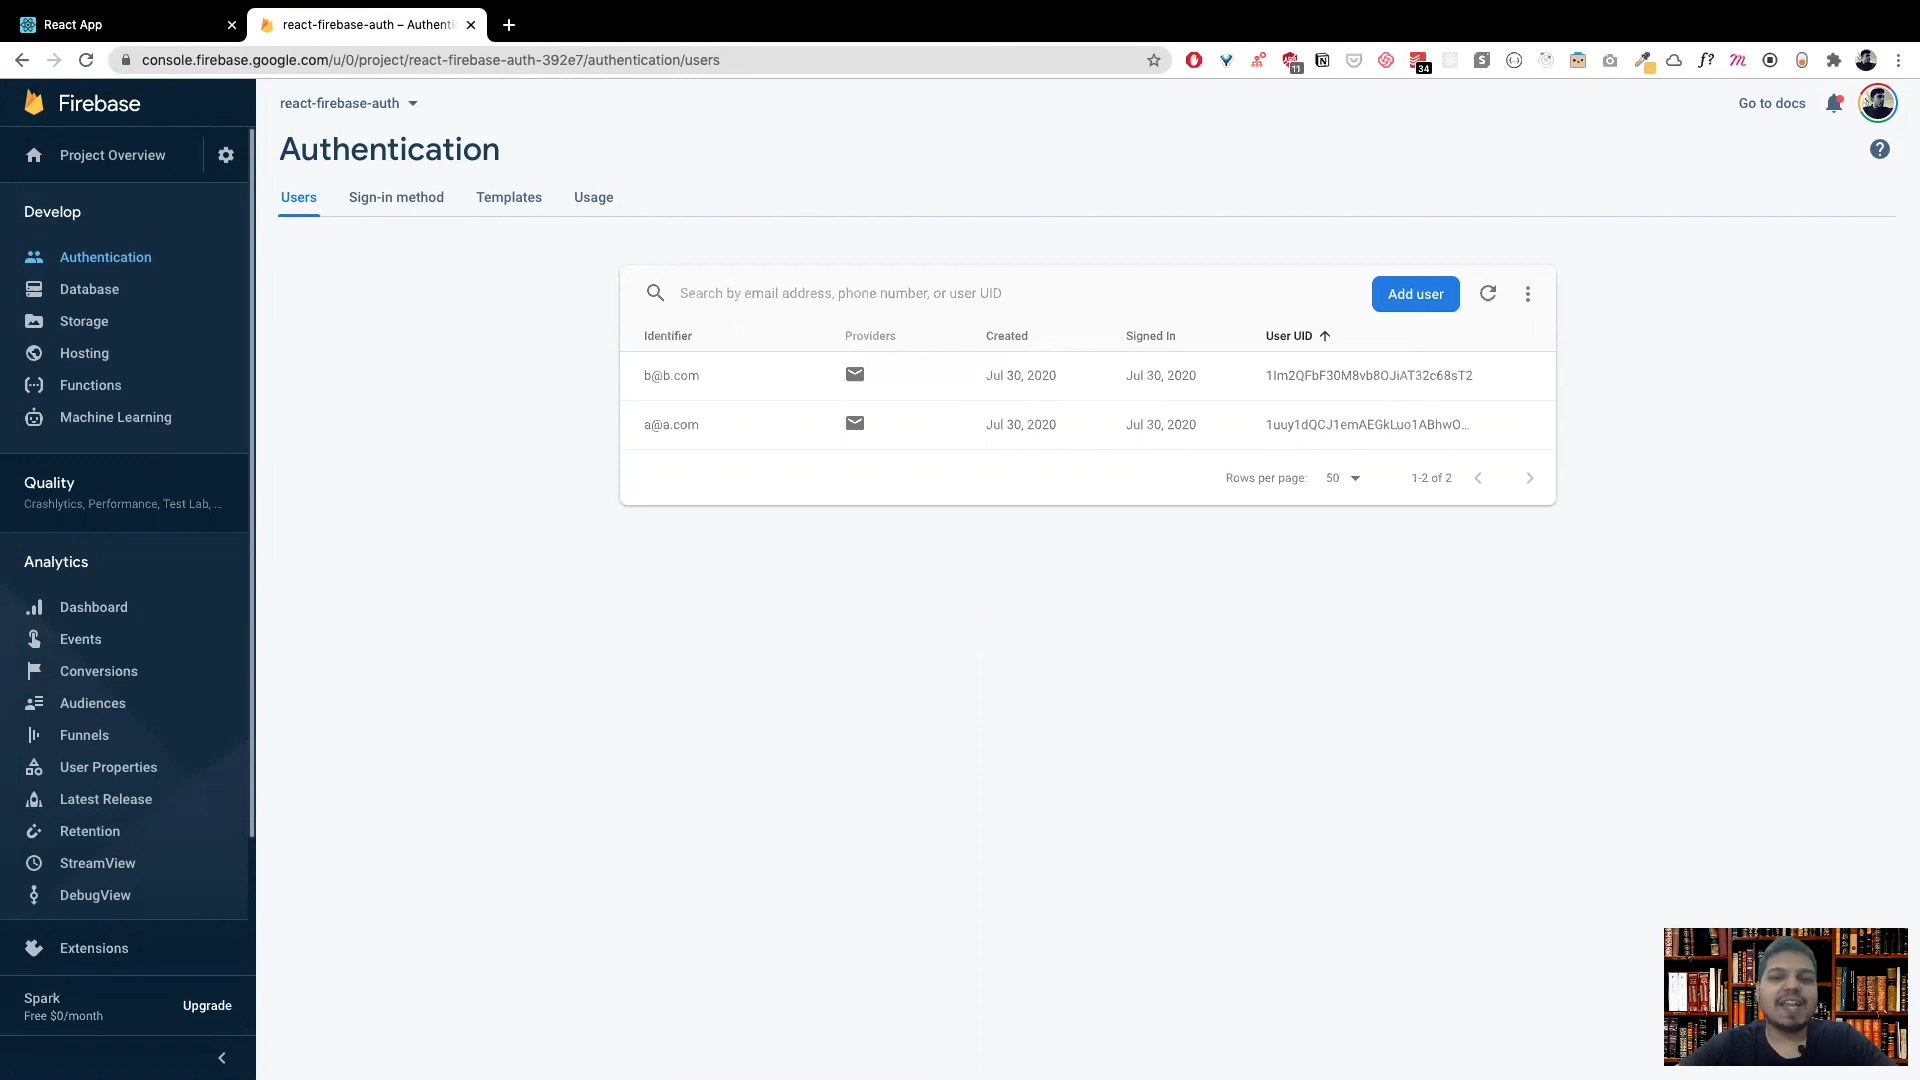 React App
react-firebase-auth – Authenti
console.firebase.google.com/u/0/project/react-firebase-auth-392e7/authentication/users
11
34
f?
Firebase
react-firebase-auth
Go to docs
Project Overview
Authentication
Users
Sign-in method
Templates
Usage
Develop
Authentication
Database
Storage
Hosting
Functions
Machine Learning
Search by email address, phone number, or user UID
Add user
Identifier
Providers
Created
Signed In
User UID
b@b.com
Jul 30, 2020
Jul 30, 2020
1Im2QFbF30M8vb8OJiAT32c68sT2
a@a.com
Jul 30, 2020
Jul 30, 2020
1uuy1dQCJ1emAEGkLuo1ABhwO...
Rows per page:
50
1-2 of 2
Quality
Crashlytics, Performance, Test Lab, ...
Analytics
Dashboard
Events
Conversions
Audiences
Funnels
User Properties
Latest Release
Retention
StreamView
DebugView
Extensions
Spark
Free $0/month
Upgrade